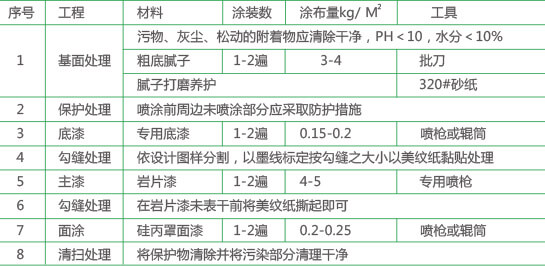 序号 工程 材料 涂装数 涂布量kg/ M² 工具
污物、灰尘、松动的附着物应清除干净，PH＜10，水分＜10%
1 基面处理 粗底腻子 1-2遍 3-4 批刀
腻子打磨养护 320#砂纸
2 保护处理 喷涂前周边未喷涂部分应采取防护措施
3 底漆 专用底漆 1-2遍 0.15-0.2 喷枪或辊筒
4 勾缝处理 依设计图样分割，以墨线标定按勾缝之大小以美纹纸黏贴处理
5 主漆 岩片漆 1-2遍 4-5 专用喷枪
6 勾缝处理 在岩片漆未表干前将美纹纸撕起即可
7 面涂 硅丙罩面漆 1-2遍 0.2-0.25 喷枪或辊筒
8 清扫处理 将保护物清除并将污染部分清理干净